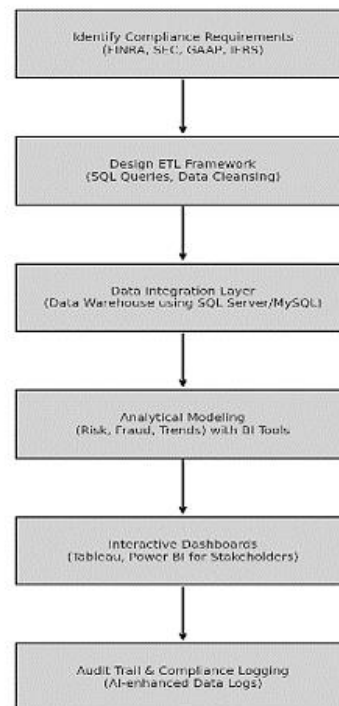 Identify Compliance Requirements
(FINRA, SEC, GAAP, IFRS)
Design ETL Framework
(SQL Queries, Data Cleansing)
Data Integration Layer
(Data Warehouse using SQL Server/MySQL)
Analytical Modeling
(Risk, Fraud, Trends) with BI Tools
Interactive Dashboards
(Tableau, Power BI for Stakeholders)
Audit Trail & Compliance Logging
(AI-enhanced Data Logs)